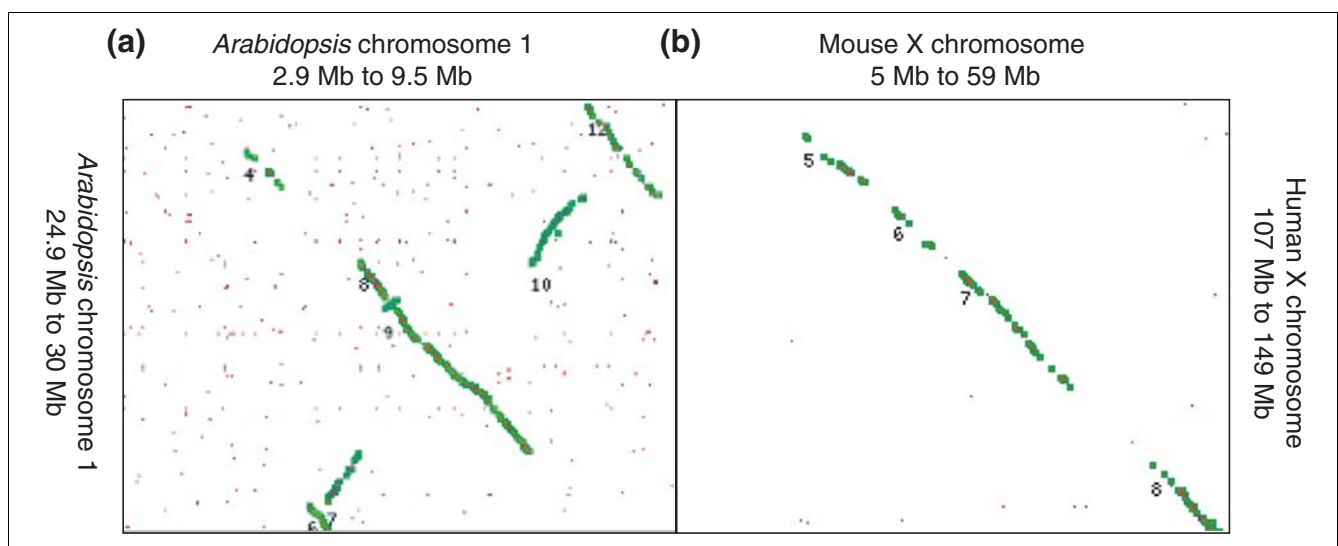 (a)
Arabidopsis chromosome 1
2.9 Mb to 9.5 Mb
(b)
Mouse X chromosome
5 Mb to 59 Mb
Arabidopsis chromosome 1
24.9 Mb to 30 Mb
4
12
10
8
9
7
6
5
6
7
8
Human X chromosome
107 Mb to 149 Mb